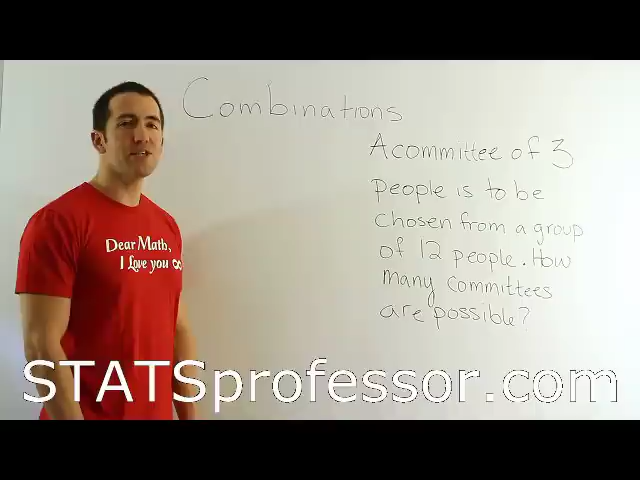 Combinations
A committee of 3
people is to be
chosen from a group
of 12 people. How
many committees
are possible?
Dear Math,
I Love you ∞
STATSprofessor.com